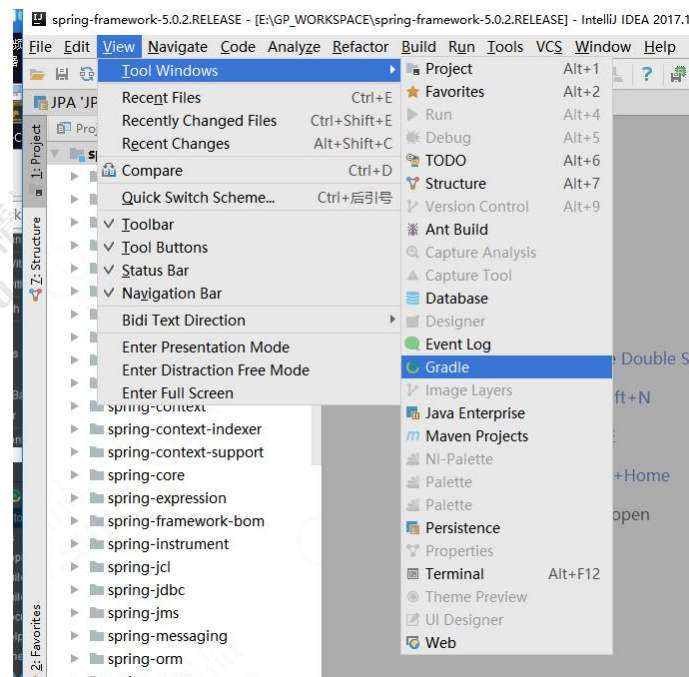 spring-framework-5.0.2.RELEASE - [E:\GP_WORKSPACE\spring-framework-5.0.2.RELEASE] - IntelliJ IDEA 2017.1
File Edit View Navigate Code Analyze Refactor Build Run Tools VCS Window Help
JPA 'JP
Proj
1: Project
Z: Structure
2: Favorites
Tool Windows
Recent Files Ctrl+E
Recently Changed Files Ctrl+Shift+E
Recent Changes Alt+Shift+C
Compare Ctrl+D
Quick Switch Scheme... Ctrl+后引号
Toolbar
Tool Buttons
Status Bar
Navigation Bar
Bidi Text Direction
Enter Presentation Mode
Enter Distraction Free Mode
Enter Full Screen
Project Alt+1
Favorites Alt+2
Run Alt+4
Debug Alt+5
TODO Alt+6
Structure Alt+7
Version Control Alt+9
Ant Build
Capture Analysis
Capture Tool
Database
Designer
Event Log
Gradle
Image Layers
Java Enterprise
Maven Projects
NI-Palette
Palette
Palette
Persistence
Properties
Terminal Alt+F12
Theme Preview
UI Designer
Web
spring-context
spring-context-indexer
spring-context-support
spring-core
spring-expression
spring-framework-bom
spring-instrument
spring-jcl
spring-jdbc
spring-jms
spring-messaging
spring-orm
Double S
ft+N
+Home
open